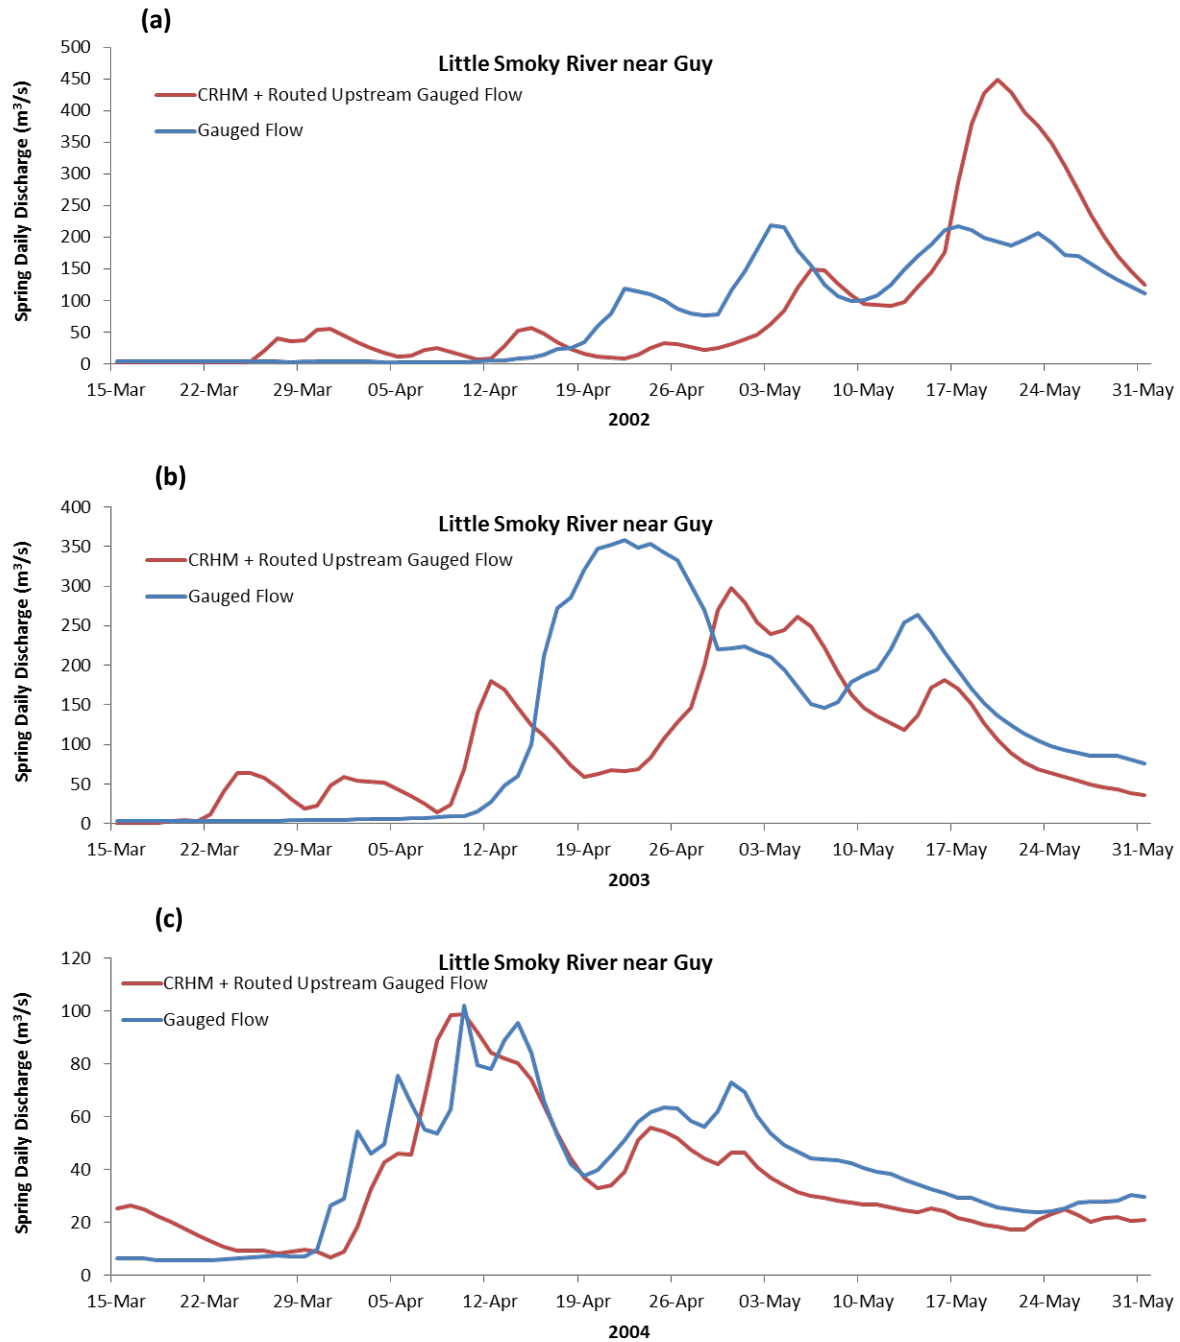 (a)
Little Smoky River near Guy
CRHM + Routed Upstream Gauged Flow
Gauged Flow
Spring Daily Discharge (m³/s)
500
450
400
350
300
250
200
150
100
50
0
15-Mar 22-Mar 29-Mar 05-Apr 12-Apr 19-Apr 26-Apr 03-May 10-May 17-May 24-May 31-May
2002
(b)
Little Smoky River near Guy
CRHM + Routed Upstream Gauged Flow
Gauged Flow
Spring Daily Discharge (m³/s)
400
350
300
250
200
150
100
50
0
15-Mar 22-Mar 29-Mar 05-Apr 12-Apr 19-Apr 26-Apr 03-May 10-May 17-May 24-May 31-May
2003
(c)
Little Smoky River near Guy
CRHM + Routed Upstream Gauged Flow
Gauged Flow
Spring Daily Discharge (m³/s)
120
100
80
60
40
20
0
15-Mar 22-Mar 29-Mar 05-Apr 12-Apr 19-Apr 26-Apr 03-May 10-May 17-May 24-May 31-May
2004